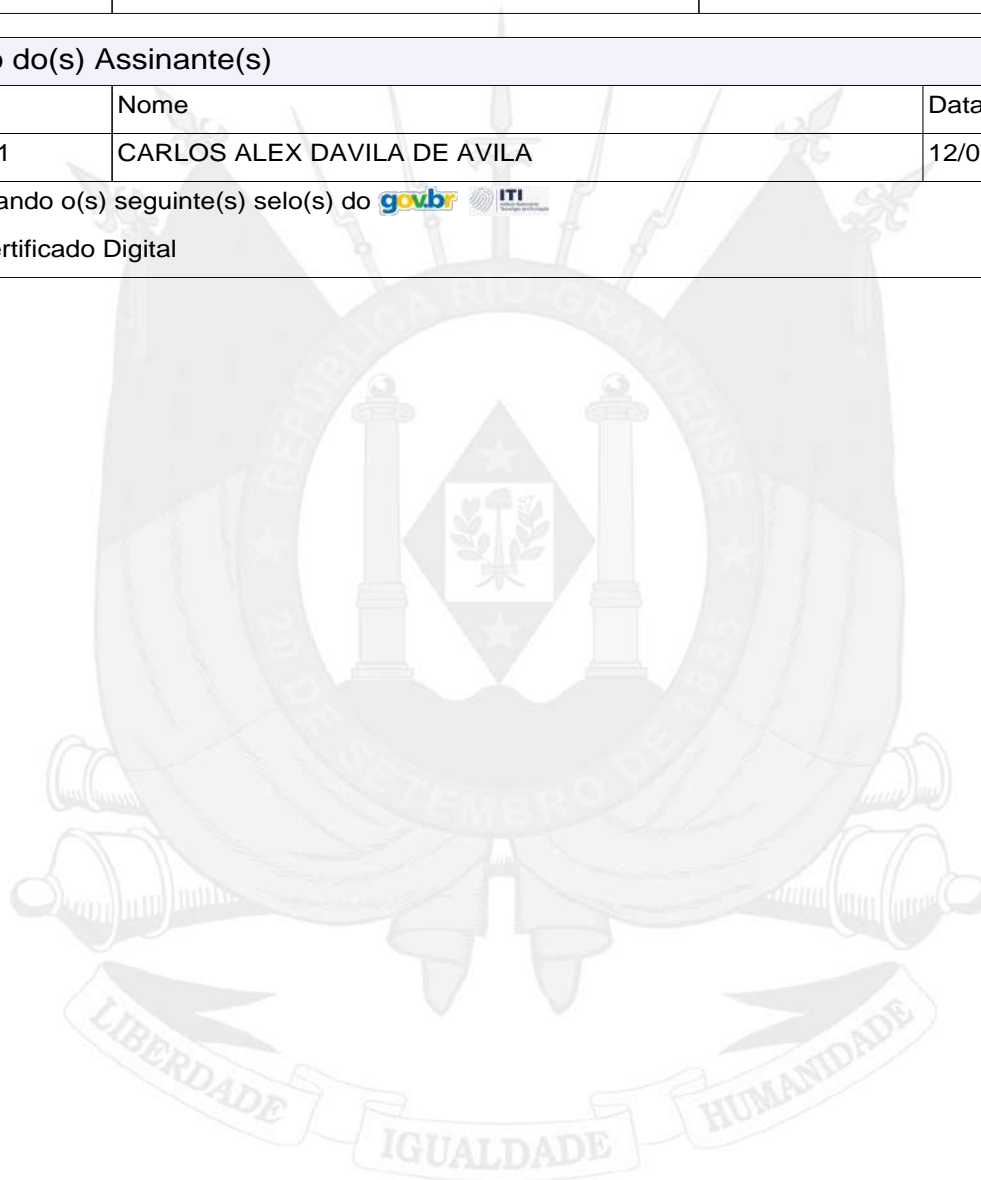 o do(s) Assinante(s)
Nome
Data
1
CARLOS ALEX DAVILA DE AVILA
12/0
ando o(s) seguinte(s) selo(s) do gov.br ITI
ertificado Digital
REPÚBLICA RIO-GRANDENSE
20 DE SETEMBRO DE 1835
LIBERDADE
IGUALDADE
HUMANIDADE